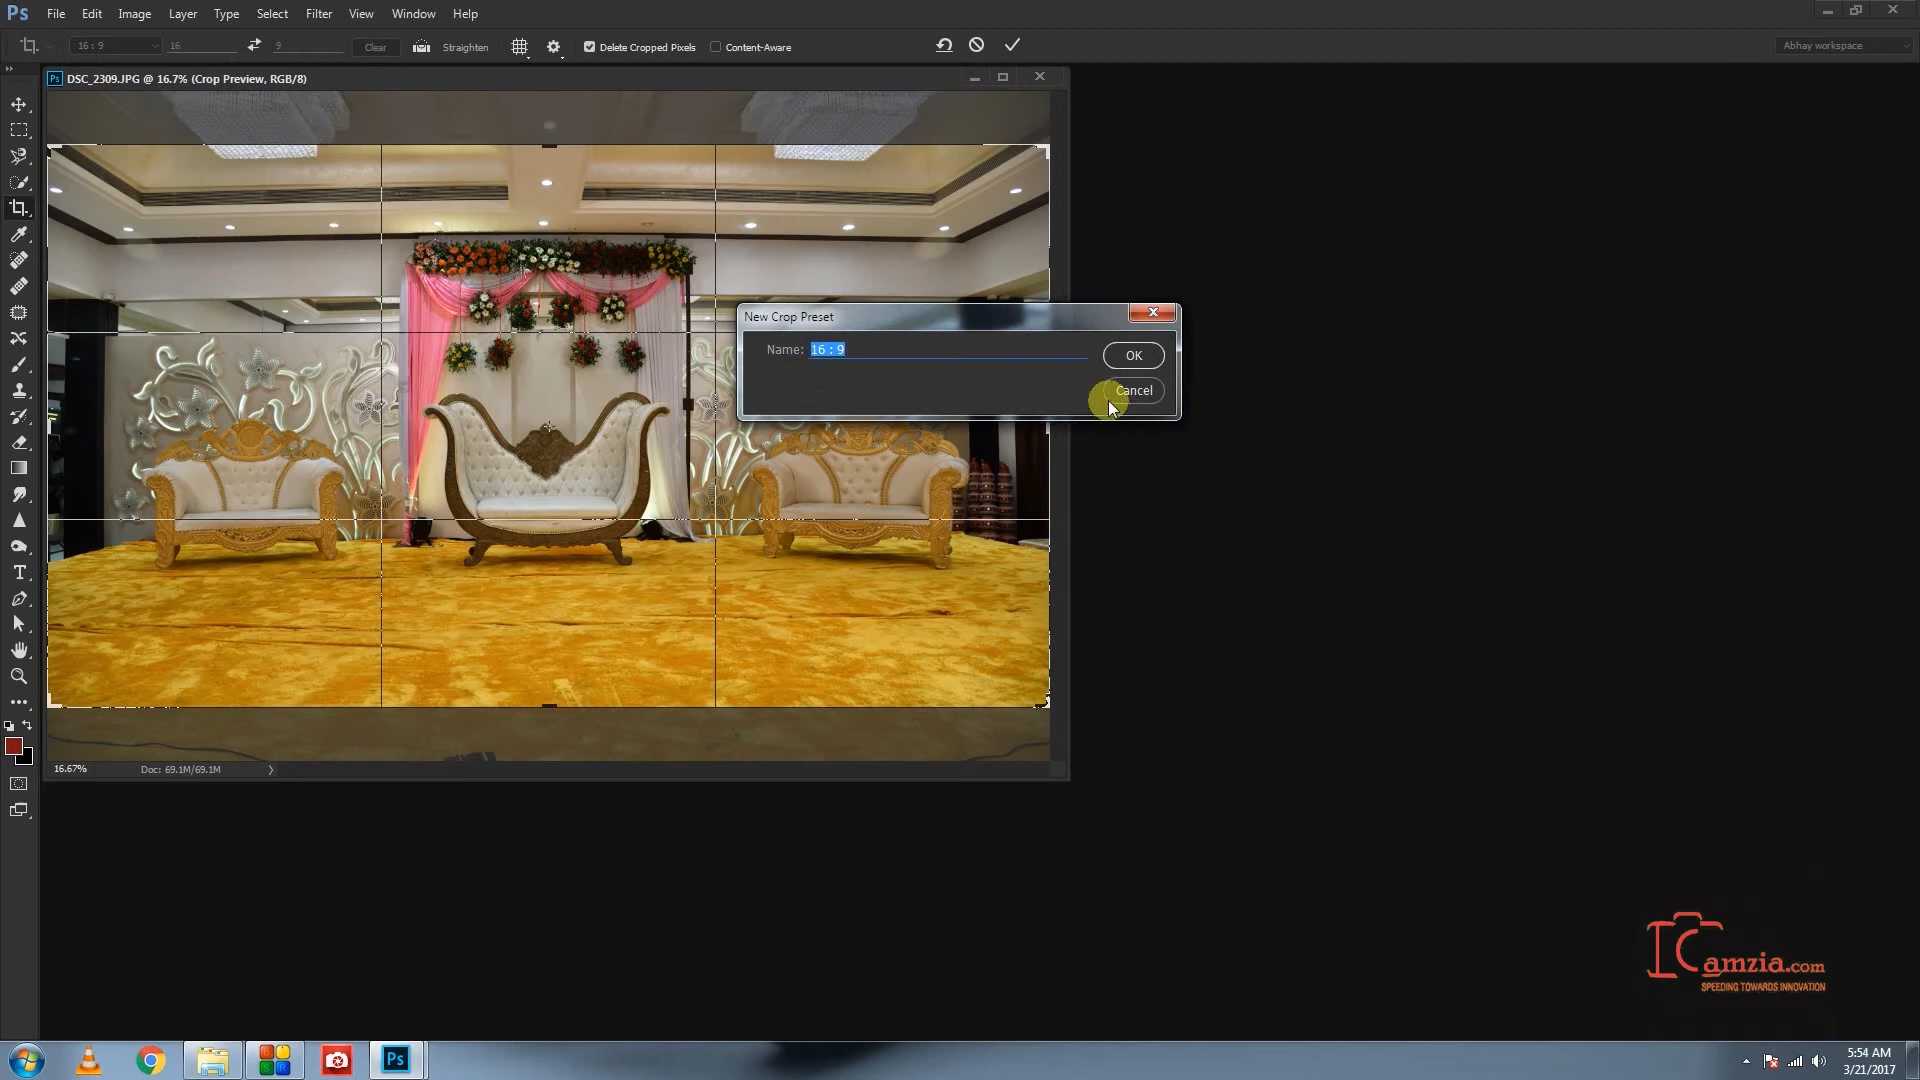 Ps File Edit Image Layer Type Select Filter View Window Help
16 : 9 16 9 Clear Straighten Delete Cropped Pixels Content-Aware Abhay workspace
Ps DSC_2309.JPG @ 16.7% (Crop Preview, RGB/8)
New Crop Preset
Name: 16 : 9 OK
Cancel
T
16.67% Doc: 69.1M/69.1M
ICamzia.com
SPEEDING TOWARDS INNOVATION
Ps
5:54 AM
3/21/2017